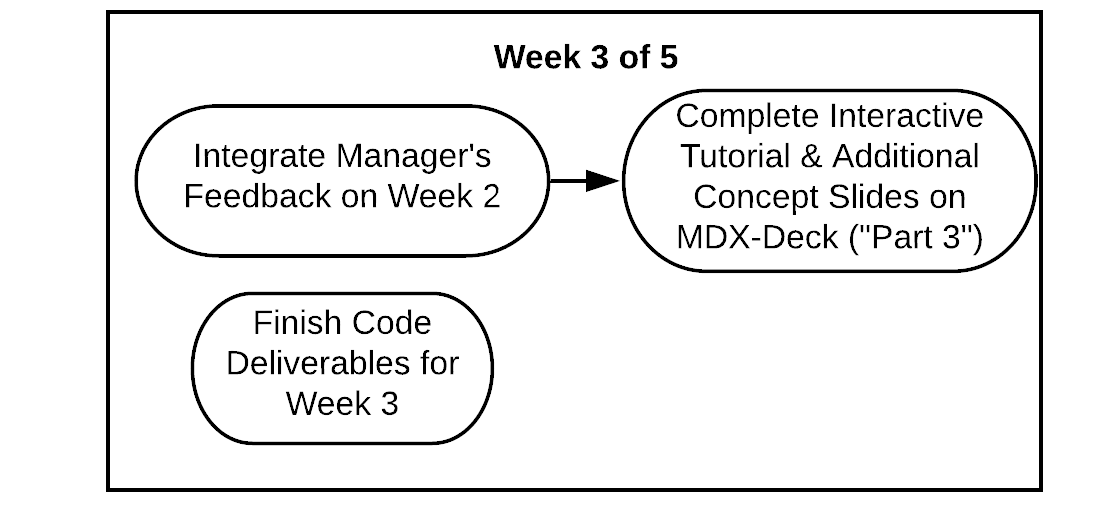 Week 3 of 5
Integrate Manager's
Feedback on Week 2
Complete Interactive
Tutorial & Additional
Concept Slides on
MDX-Deck ("Part 3")
Finish Code
Deliverables for
Week 3